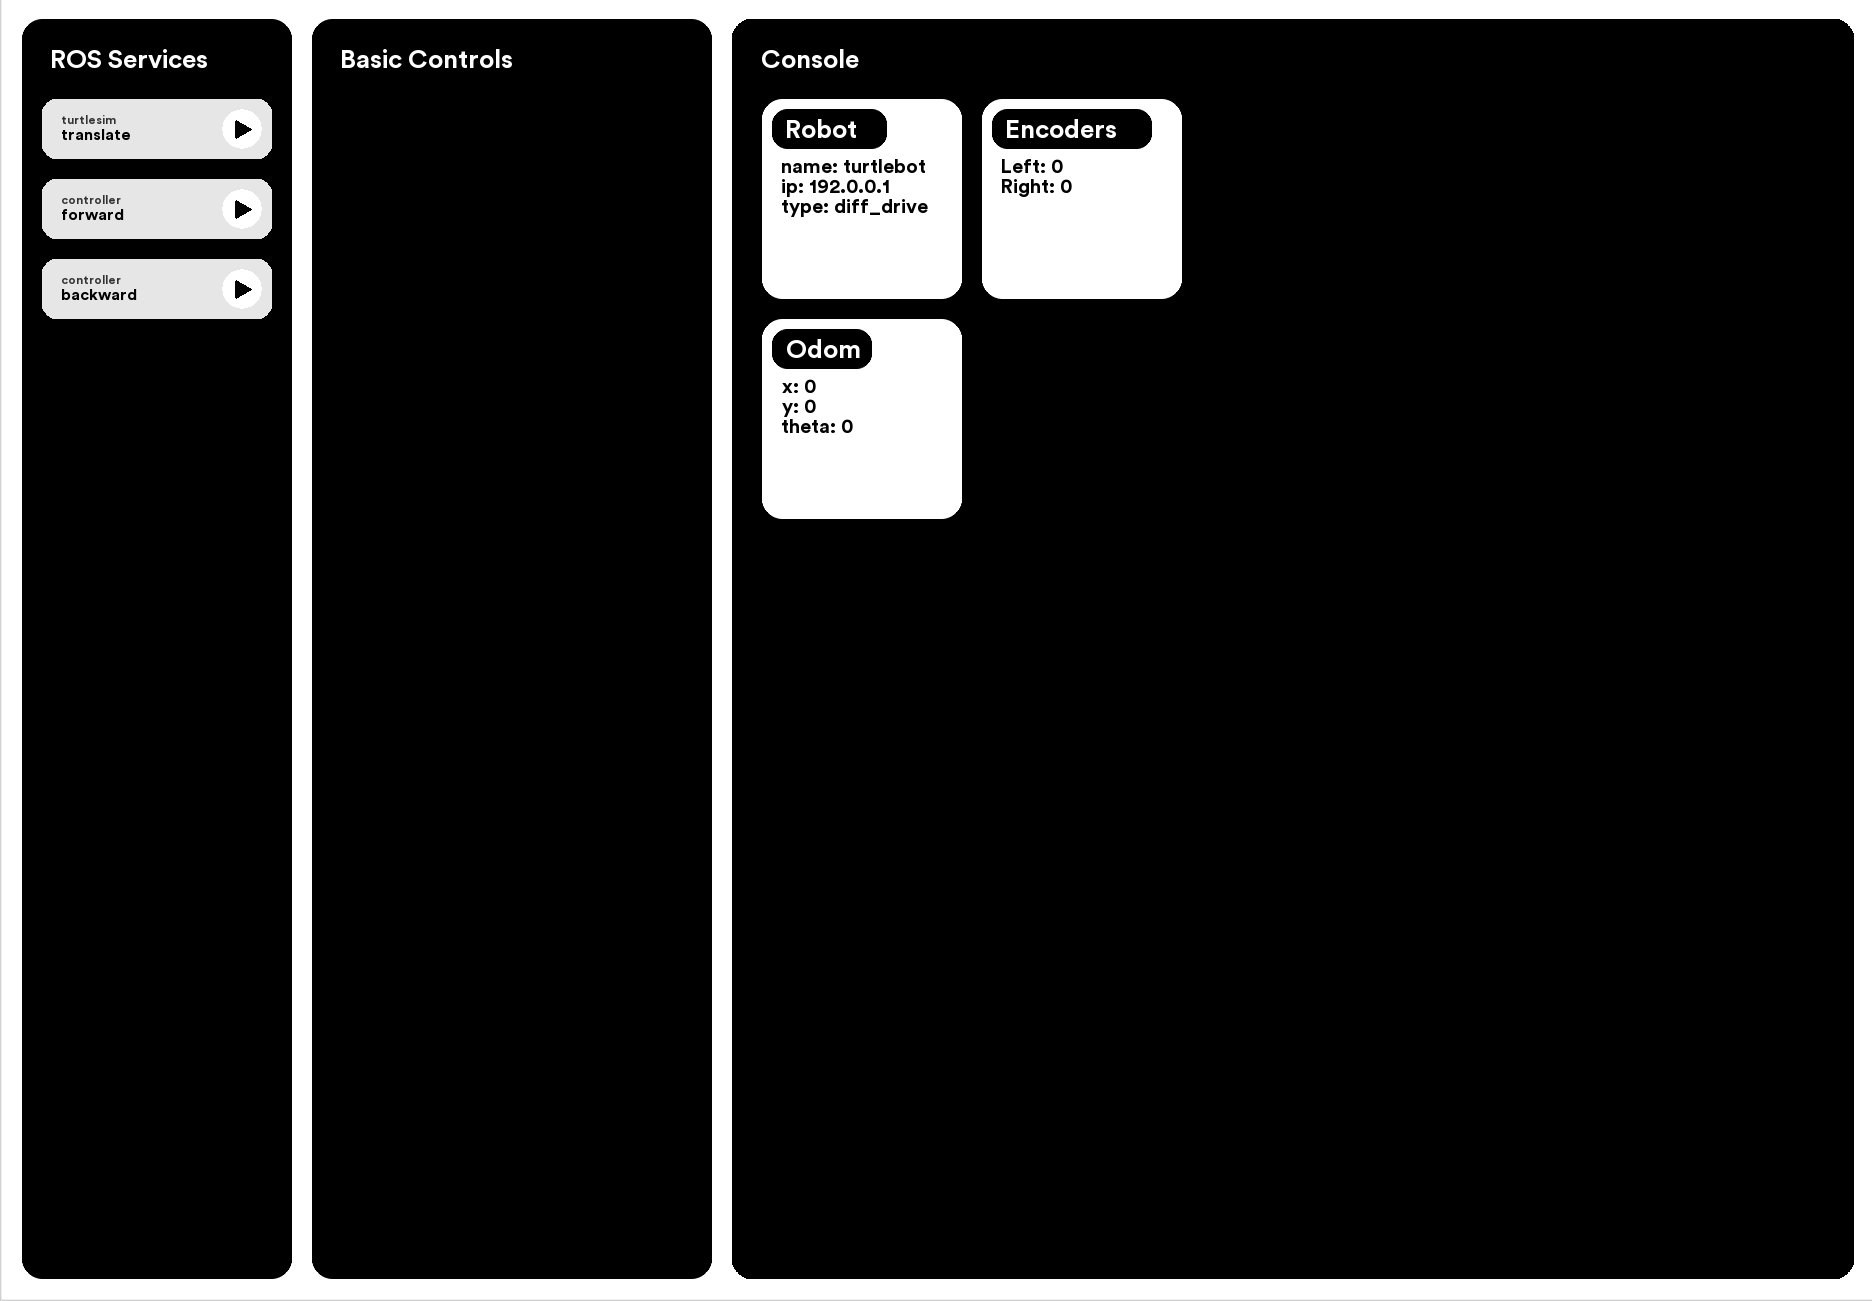 ROS Services
turtlesim
translate
controller
forward
controller
backward
Basic Controls
Console
Robot
name: turtlebot
ip: 192.0.0.1
type: diff_drive
Encoders
Left: 0
Right: 0
Odom
x: 0
y: 0
theta: 0